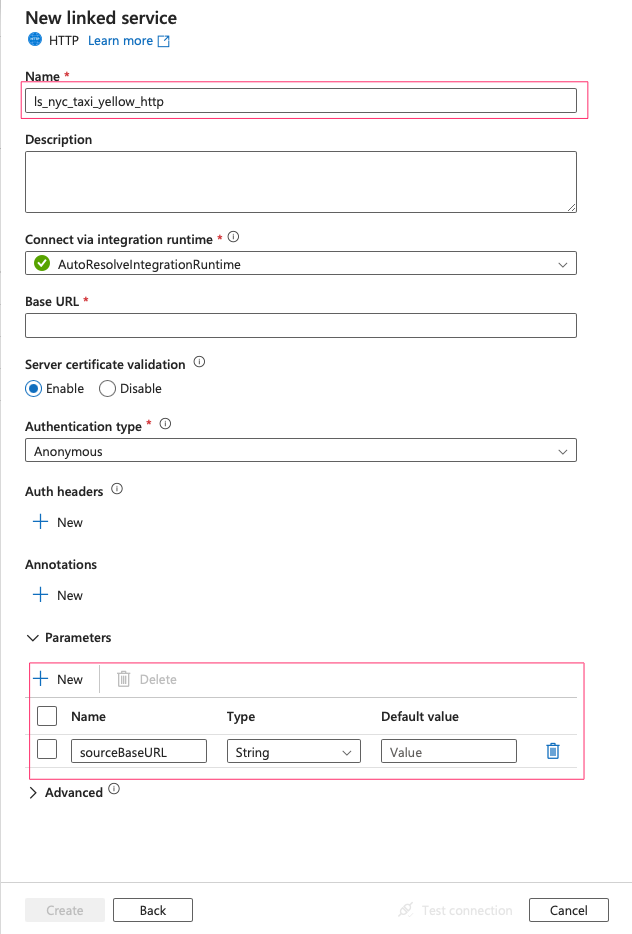 New linked service
HTTP Learn more
Name *
ls_nyc_taxi_yellow_http
Description
Connect via integration runtime *
AutoResolveIntegrationRuntime
Base URL *
Server certificate validation
Enable Disable
Authentication type *
Anonymous
Auth headers
New
Annotations
New
Parameters
New Delete
Name Type Default value
sourceBaseURL String Value
Advanced
Create Back Test connection Cancel